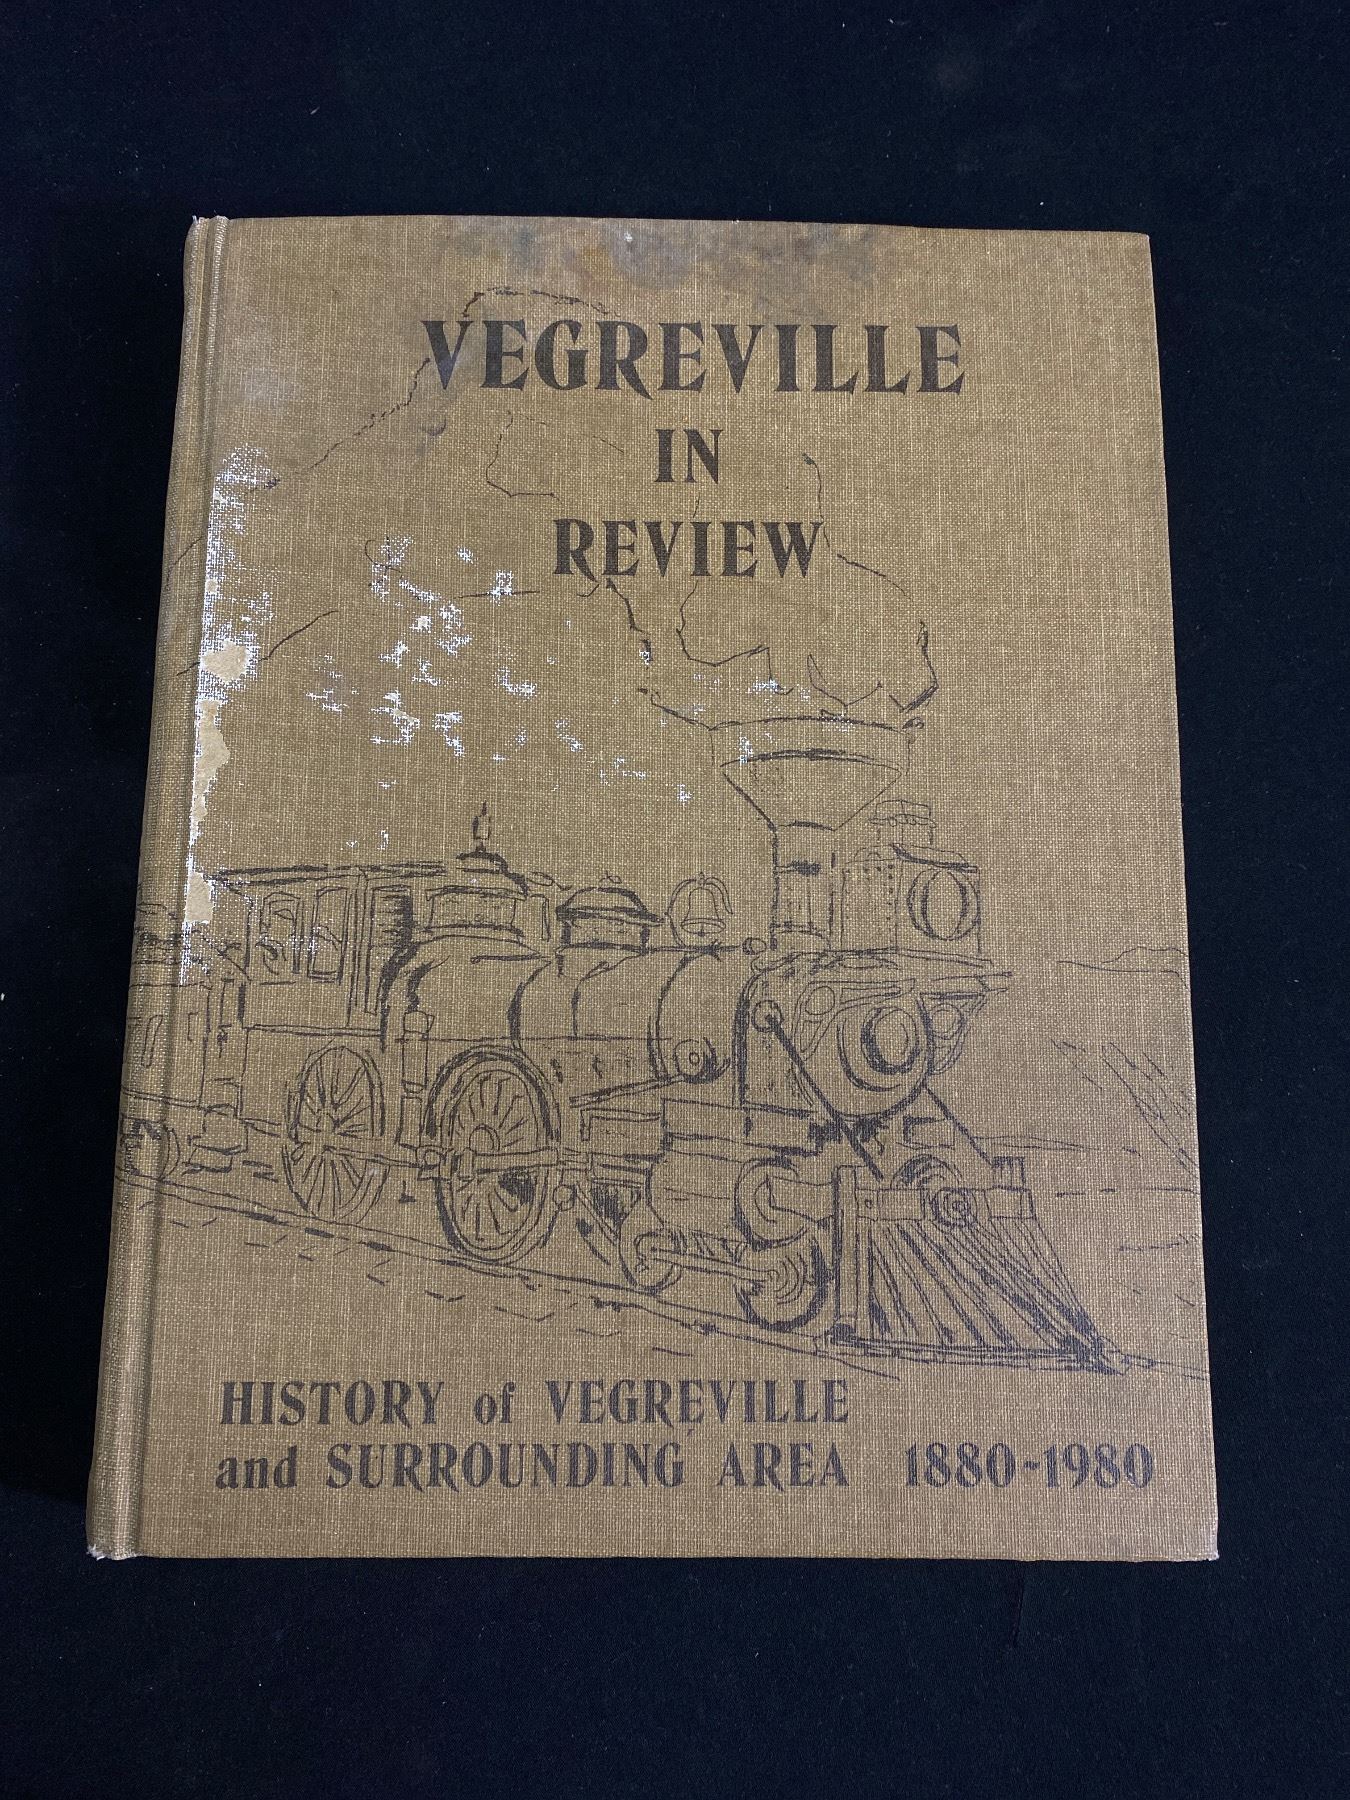 VEGREVILLE
IN
REVIEW
HISTORY of VEGREVILLE
and SURROUNDING AREA 1880-1980